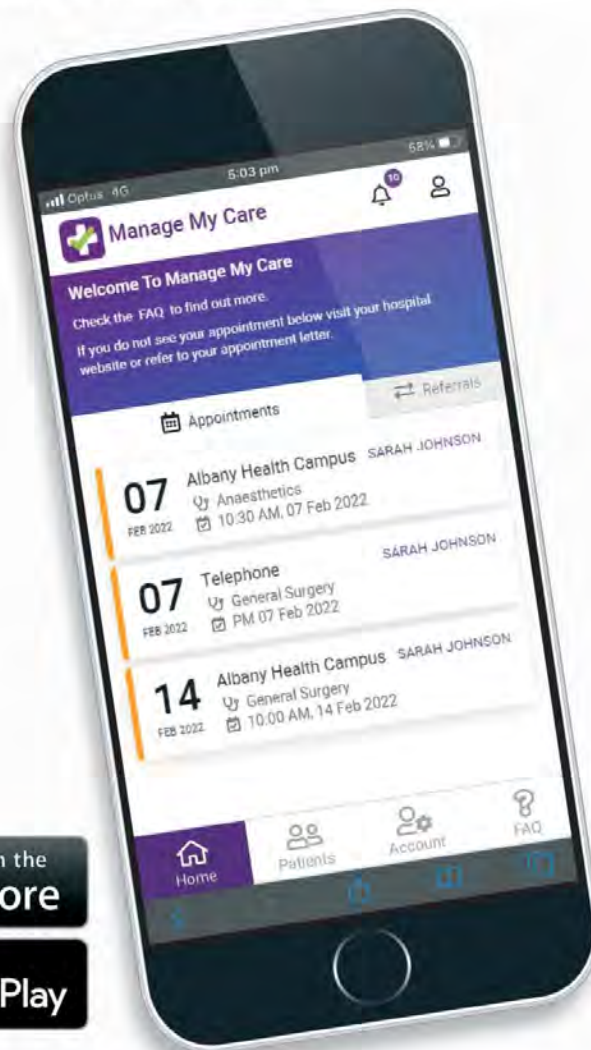 Optus 4G 5:03 pm 68%
Manage My Care 10
Welcome To Manage My Care
Check the FAQ to find out more.
If you do not see your appointment below visit your hospital
website or refer to your appointment letter.
Appointments Referrals
07 Albany Health Campus SARAH JOHNSON
Anaesthetics
FEB 2022 10:30 AM, 07 Feb 2022
07 Telephone SARAH JOHNSON
General Surgery
FEB 2022 PM 07 Feb 2022
14 Albany Health Campus SARAH JOHNSON
General Surgery
FEB 2022 10:00 AM, 14 Feb 2022
Home Patients Account FAQ
the
ore
Play